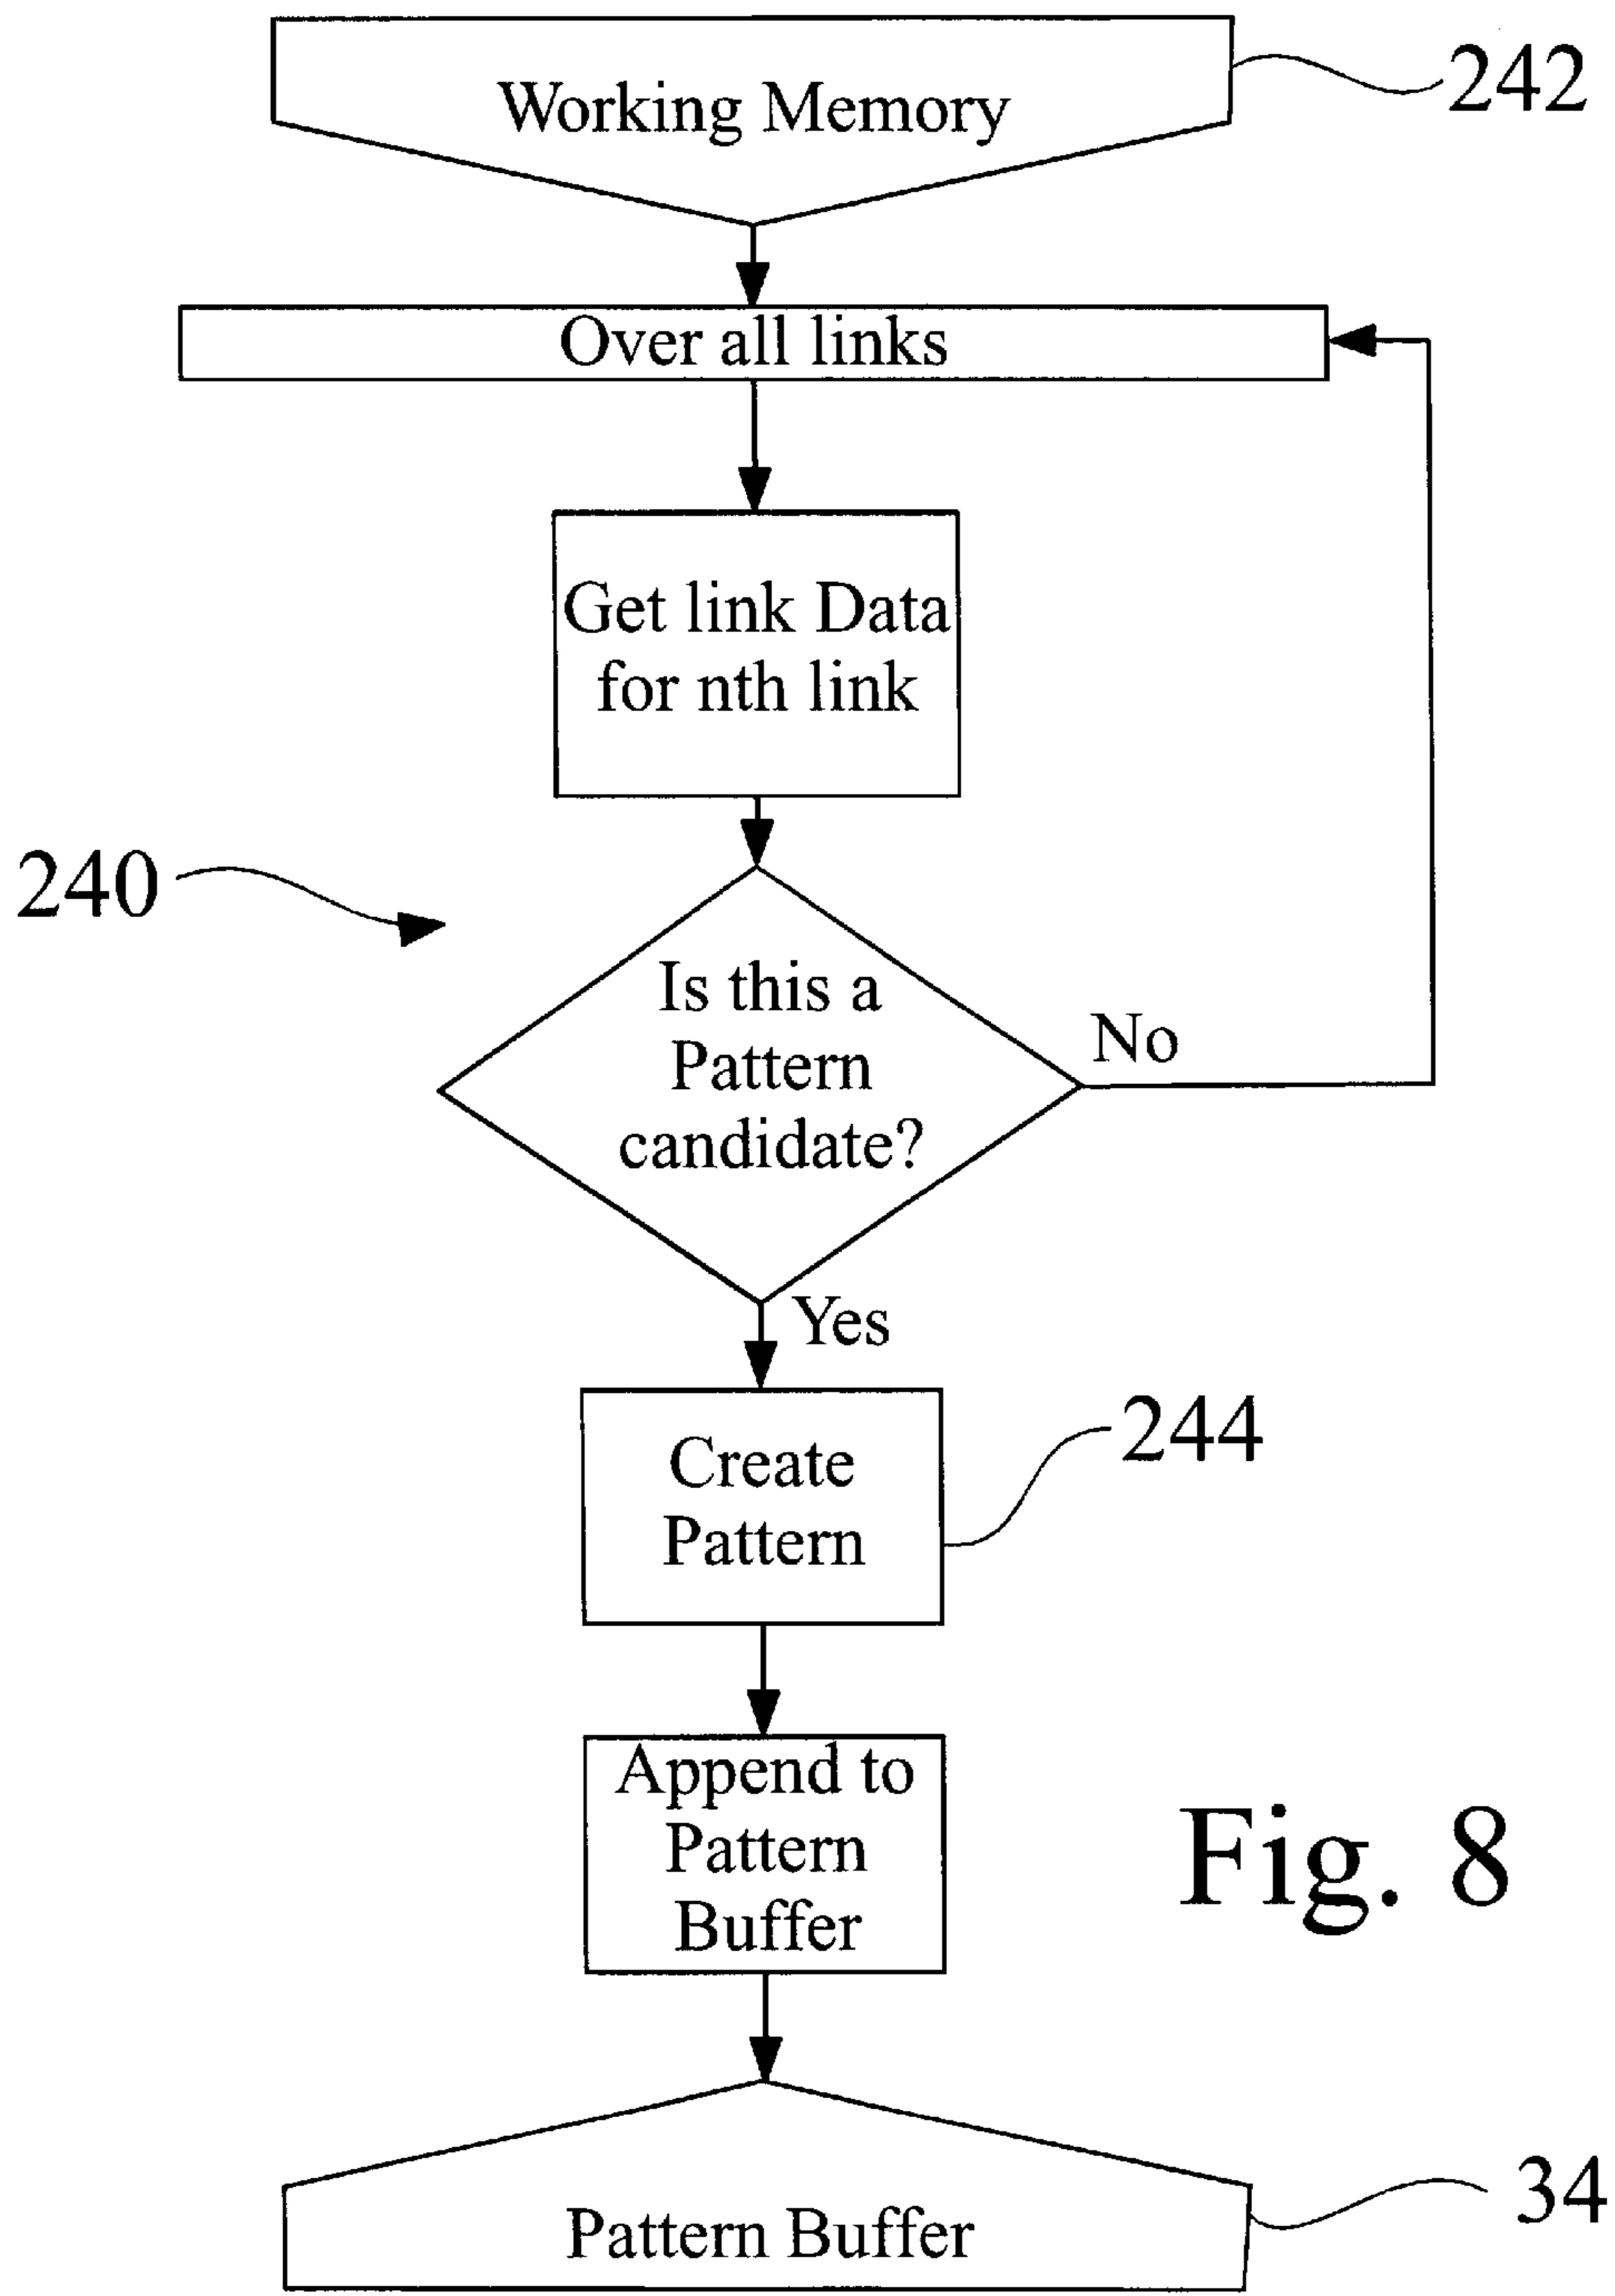 242
Working Memory
Over all links
Get link Data
for nth link
240
Is this a
Pattern
candidate?
No
Yes
244
Create
Pattern
Append to
Pattern
Buffer
Fig. 8
34
Pattern Buffer